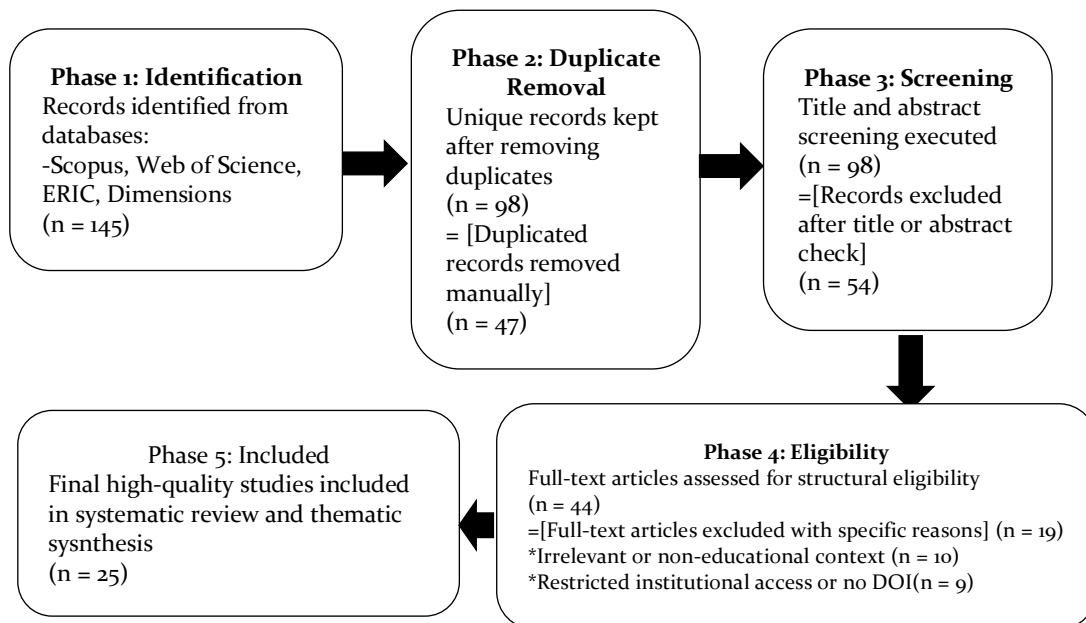 Phase 1: Identification
Records identified from
databases:
-Scopus, Web of Science,
ERIC, Dimensions
(n = 145)
Phase 2: Duplicate
Removal
Unique records kept
after removing
duplicates
(n = 98)
= [Duplicated
records removed
manually]
(n = 47)
Phase 3: Screening
Title and abstract
screening executed
(n = 98)
=[Records excluded
after title or abstract
check]
(n = 54)
Phase 4: Eligibility
Full-text articles assessed for structural eligibility
(n = 44)
=[Full-text articles excluded with specific reasons] (n = 19)
*Irrelevant or non-educational context (n = 10)
*Restricted institutional access or no DOI(n = 9)
Phase 5: Included
Final high-quality studies included
in systematic review and thematic
sysnthesis
(n = 25)